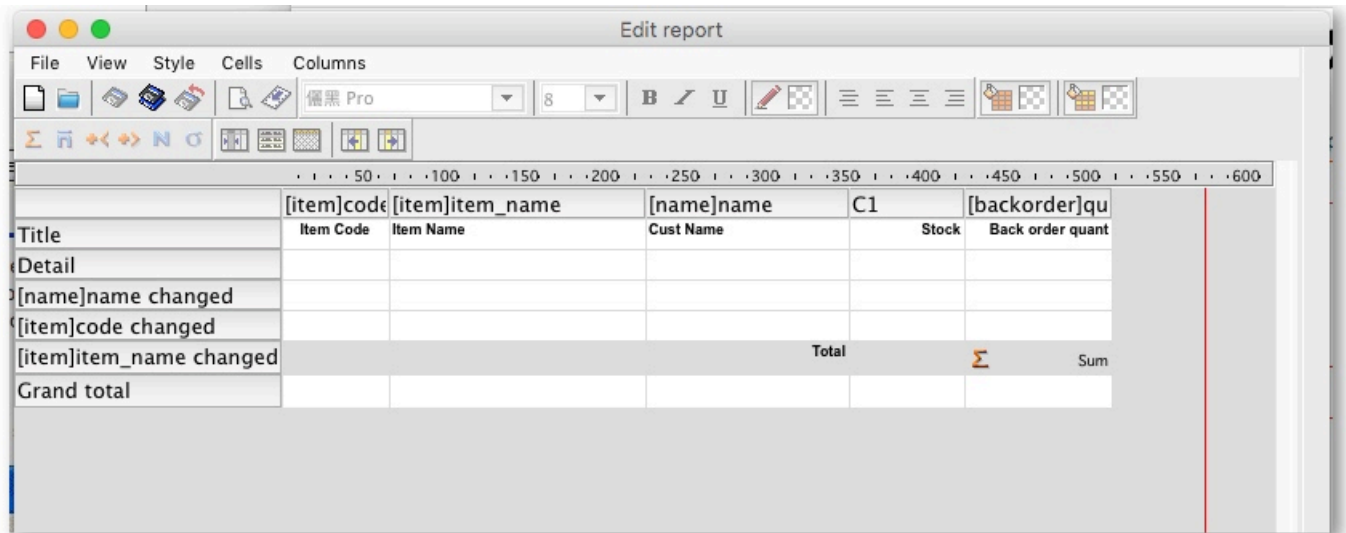 Edit report
File View Style Cells Columns
儷黑 Pro 8 B I U
Σ n N σ
50 100 150 200 250 300 350 400 450 500 550 600
[item]code [item]item_name [name]name C1 [backorder]qu
Title Item Code Item Name Cust Name Stock Back order quant
Detail
[name]name changed
[item]code changed
[item]item_name changed Total Σ Sum
Grand total